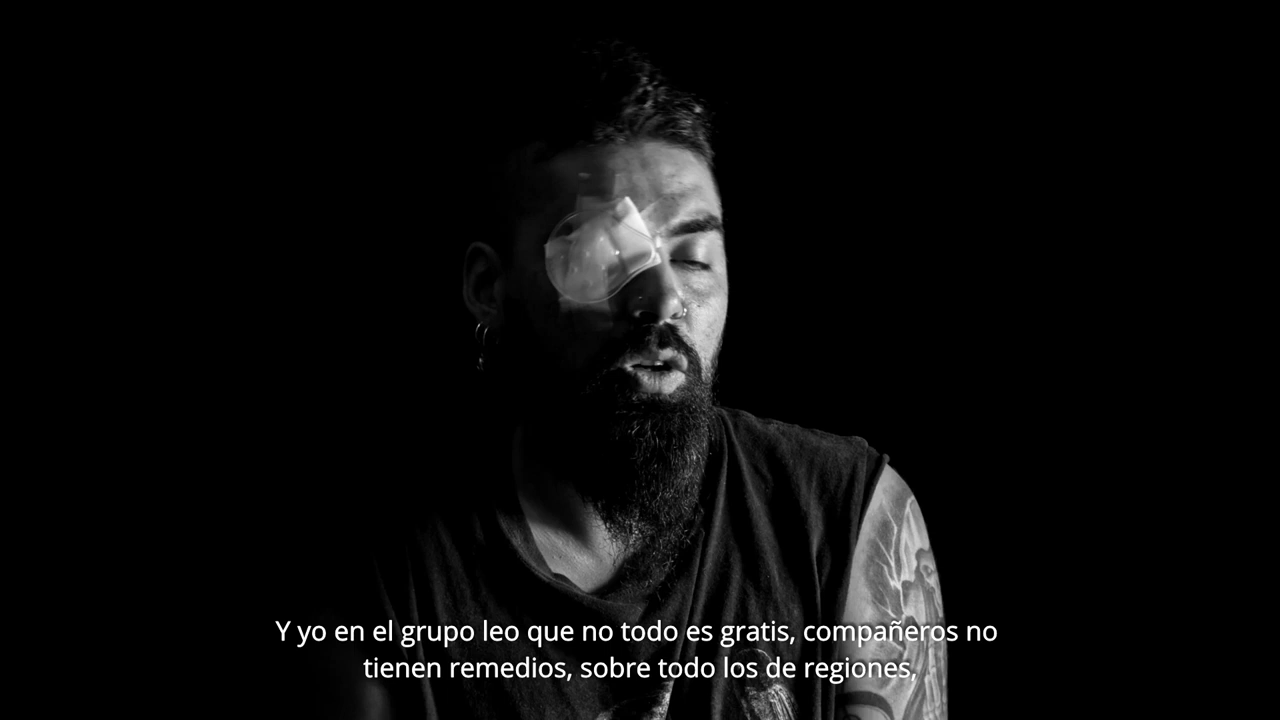 Y yo en el grupo leo que no todo es gratis, compañeros no
tienen remedios, sobre todo los de regiones,